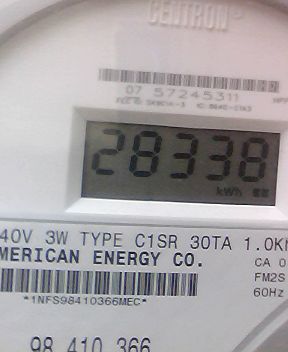 CENTRON
07 57245311
28338
kWh
40V 3W TYPE C1SR 30TA 1.0K
MERICAN ENERGY CO.
CA 0
FM2S
60Hz
*1NFS98410366MEC*
98 410 366